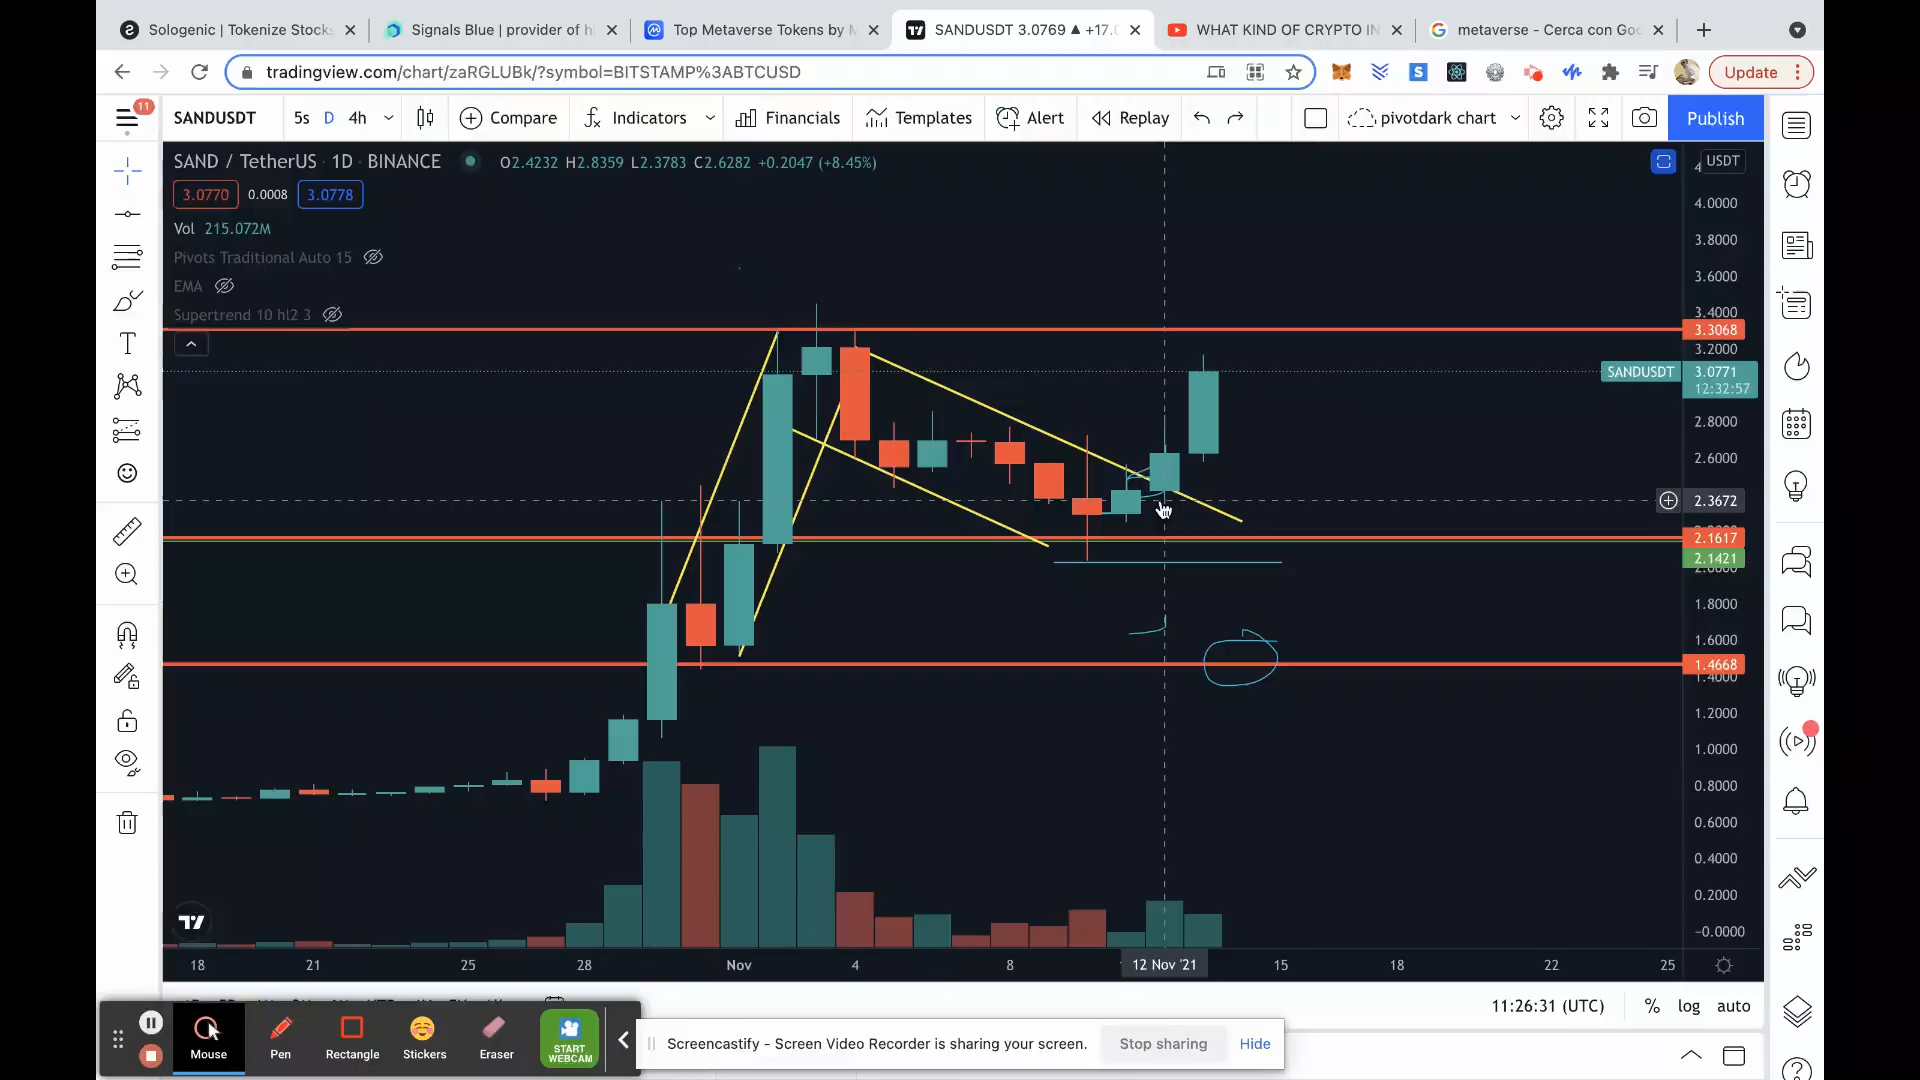 Sologenic | Tokenize Stock
Signals Blue | provider of h
Top Metaverse Tokens by M
SANDUSDT 3.0769 ▲ +17.
WHAT KIND OF CRYPTO IN
metaverse - Cerca con Goo
tradingview.com/chart/zaRGLUBk/?symbol=BITSTAMP%3ABTCUSD
Update
11
SANDUSDT
5s D 4h
Compare
Indicators
Financials
Templates
Alert
Replay
pivotdark chart
Publish
SAND / TetherUS · 1D · BINANCE
O2.4232 H2.8359 L2.3783 C2.6282 +0.2047 (+8.45%)
3.0770 0.0008 3.0778
Vol 215.072M
Pivots Traditional Auto 15
EMA
Supertrend 10 hl2 3
USDT
4.0000
3.8000
3.6000
3.4000
3.3068
3.2000
SANDUSDT 3.0771
12:32:57
2.8000
2.6000
2.3672
2.1617
2.1421
2.0000
1.8000
1.6000
1.4668
1.4000
1.2000
1.0000
0.8000
0.6000
0.4000
0.2000
−0.0000
18 21 25 28 Nov 4 8 12 Nov '21 15 18 22 25
11:26:31 (UTC) % log auto
Mouse
Pen
Rectangle
Stickers
Eraser
START
WEBCAM
Screencastify - Screen Video Recorder is sharing your screen.
Stop sharing
Hide